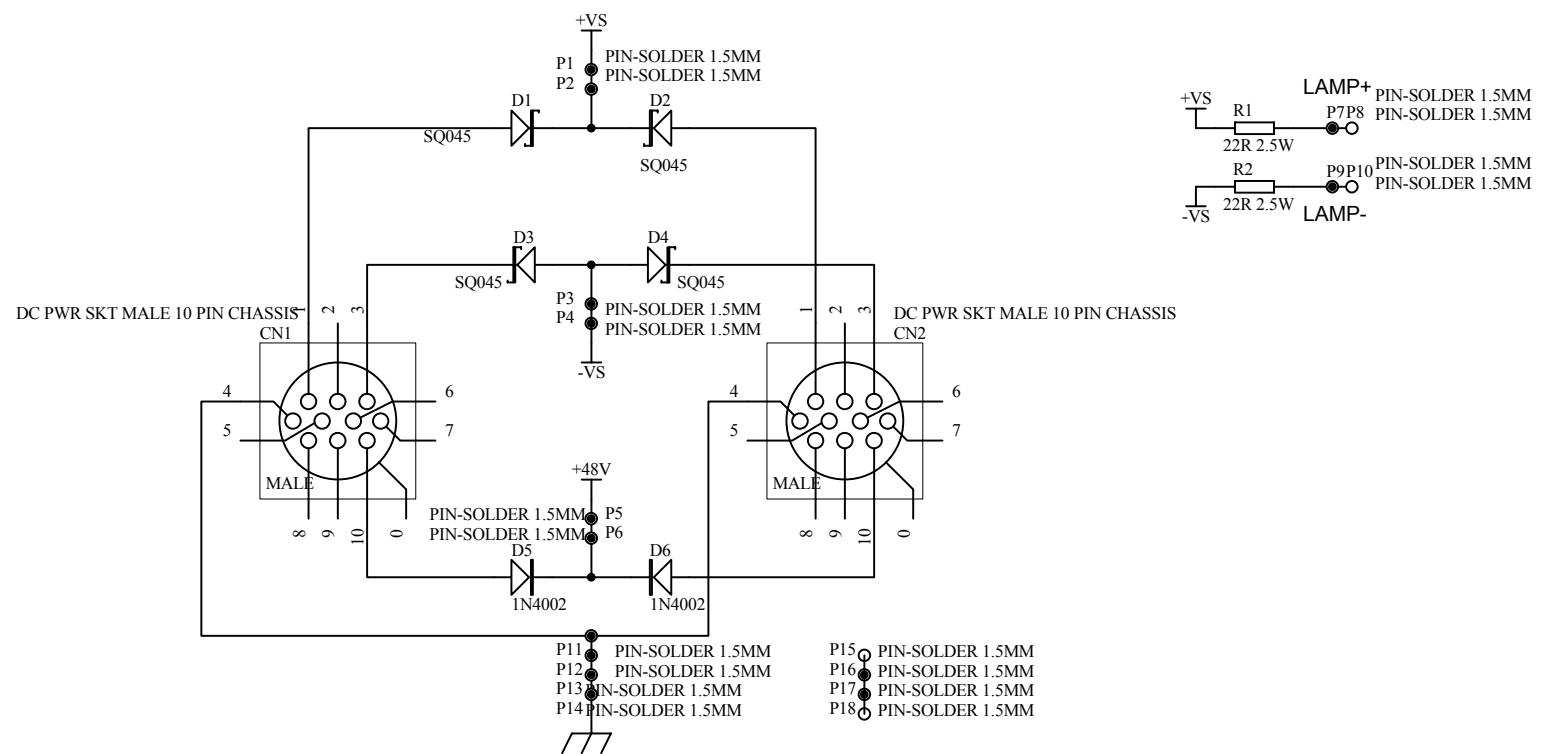 +VS
P1 PIN-SOLDER 1.5MM
P2 PIN-SOLDER 1.5MM
D1
D2
SQ045
SQ045
+VS
R1
22R 2.5W
LAMP+
P7P8
PIN-SOLDER 1.5MM
PIN-SOLDER 1.5MM
R2
22R 2.5W
-VS
P9P10
PIN-SOLDER 1.5MM
PIN-SOLDER 1.5MM
LAMP-
D3
D4
SQ045
SQ045
P3 PIN-SOLDER 1.5MM
P4 PIN-SOLDER 1.5MM
-VS
DC PWR SKT MALE 10 PIN CHASSIS
CN1
1 2 3
4
5
6
7
MALE
8 9 10 0
DC PWR SKT MALE 10 PIN CHASSIS
CN2
1 2 3
4
5
6
7
MALE
8 9 10 0
+48V
PIN-SOLDER 1.5MM P5
PIN-SOLDER 1.5MM P6
D5
D6
1N4002
1N4002
P11 PIN-SOLDER 1.5MM
P12 PIN-SOLDER 1.5MM
P13 PIN-SOLDER 1.5MM
P14 PIN-SOLDER 1.5MM
P15 PIN-SOLDER 1.5MM
P16 PIN-SOLDER 1.5MM
P17 PIN-SOLDER 1.5MM
P18 PIN-SOLDER 1.5MM